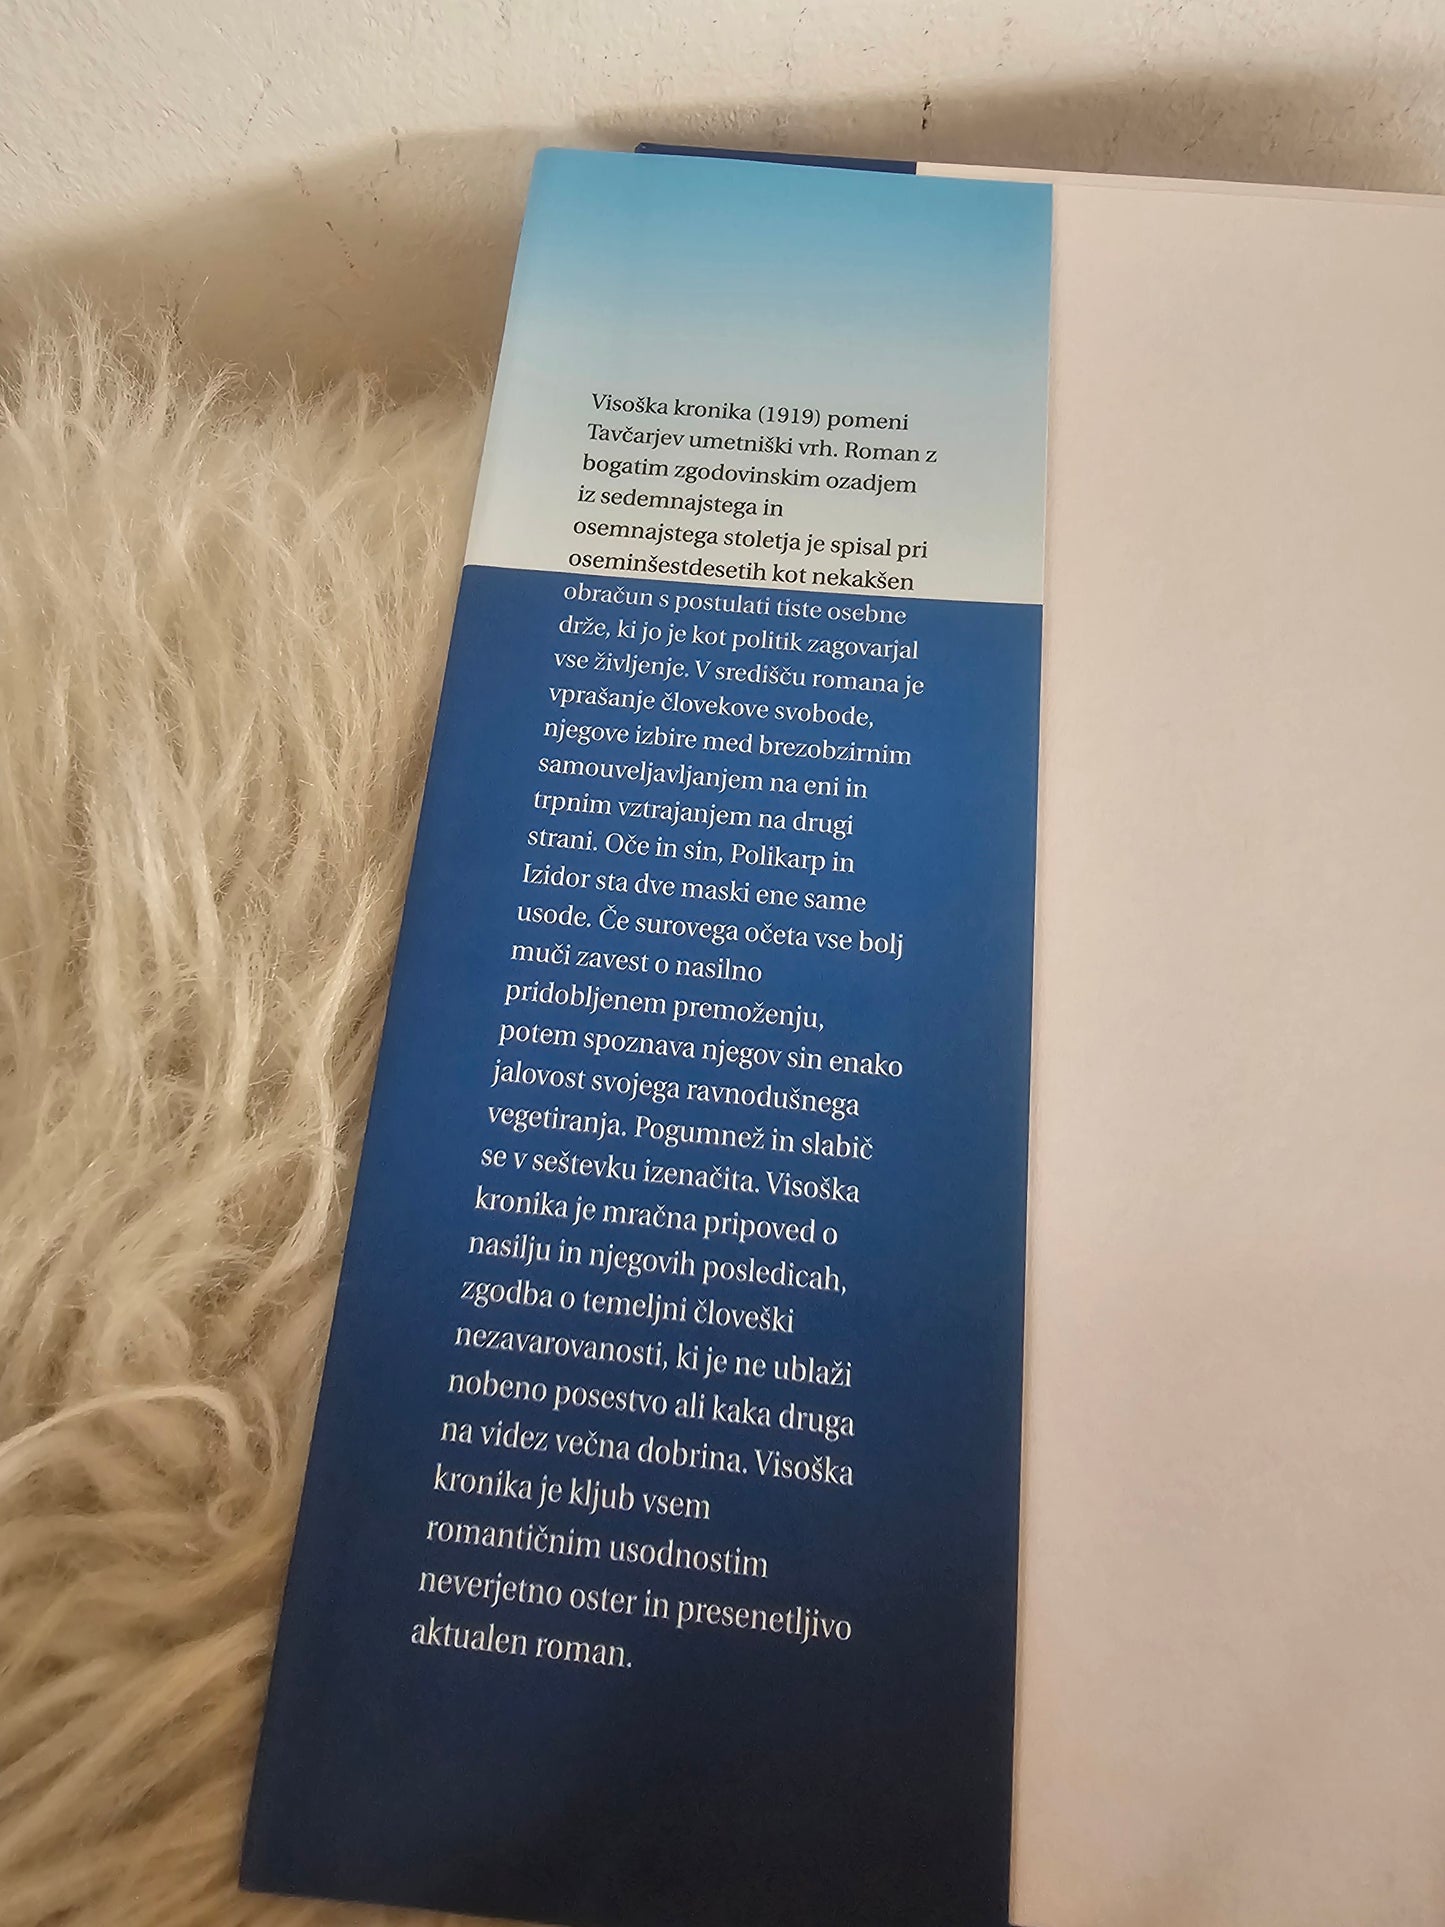 Visoška kronika (1919) pomeni
Tavčarjev umetniški vrh. Roman z
bogatim zgodovinskim ozadjem
iz sedemnajstega in
osemnajstega stoletja je spisal pri
oseminšestdesetih kot nekakšen
obračun s postulati tiste osebne
drže, ki jo je kot politik zagovarjal
vse življenje. V središču romana je
vprašanje človekove svobode,
njegove izbire med brezobzirnim
samouveljavljanjem na eni in
trpnim vztrajanjem na drugi
strani. Oče in sin, Polikarp in
Izidor sta dve maski ene same
usode. Če surovega očeta vse bolj
muči zavest o nasilno
pridobljenem premoženju,
potem spoznava njegov sin enako
jalovost svojega ravnodušnega
vegetiranja. Pogumnež in slabič
se v seštevku izenačita. Visoška
kronika je mračna pripoved o
nasilju in njegovih posledicah,
zgodba o temeljni človeški
nezavarovanosti, ki je ne ublaži
nobeno posestvo ali kaka druga
na videz večna dobrina. Visoška
kronika je kljub vsem
romantičnim usodnostim
neverjetno oster in presenetljivo
aktualen roman.